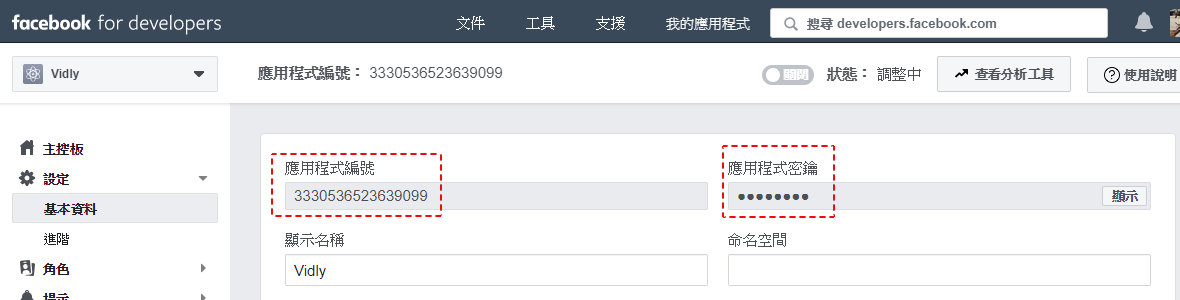 facebook for developers 文件 工具 支援 我的應用程式 搜尋 developers.facebook.com
Vidly 應用程式編號： 3330536523639099 關閉 狀態： 調整中 查看分析工具 使用說明
主控板
設定
基本資料
進階
角色
提示
應用程式編號 應用程式密鑰
3330536523639099 ●●●●●●●● 顯示
顯示名稱 命名空間
Vidly